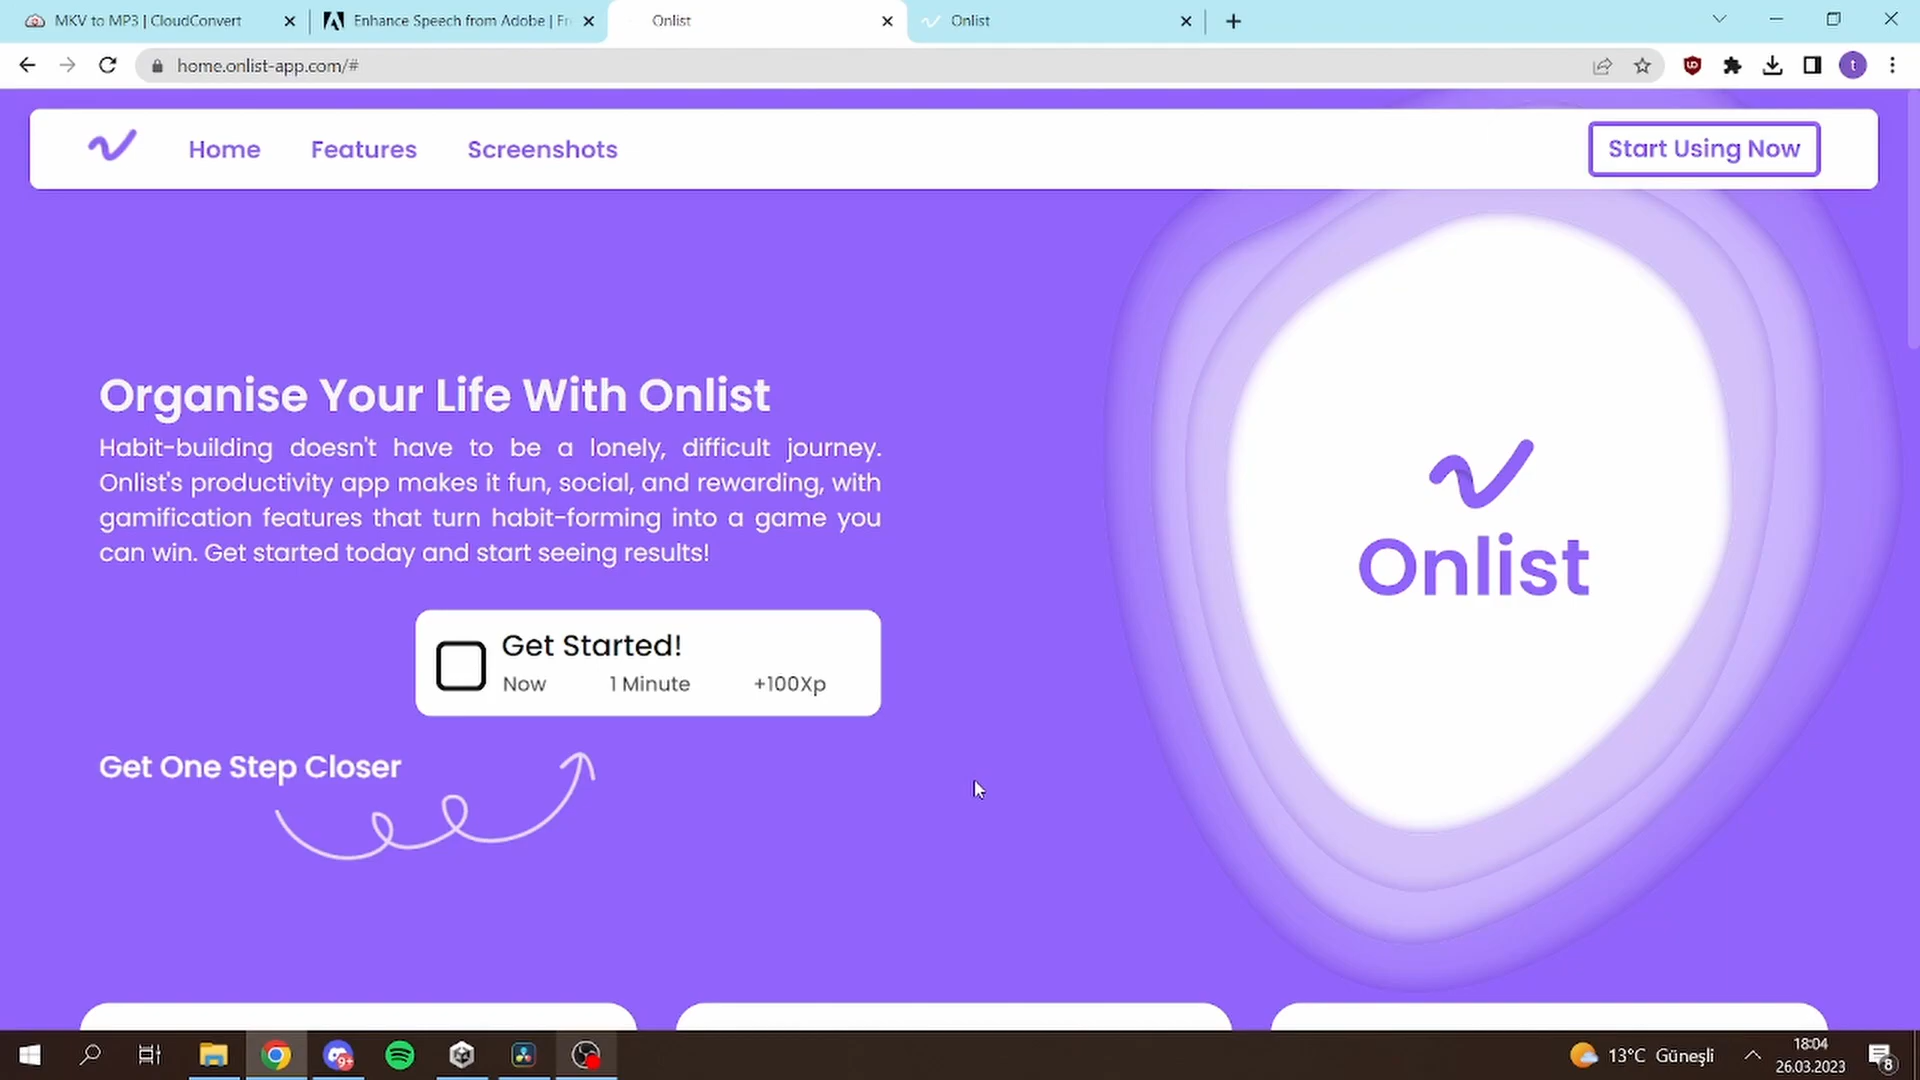 MKV to MP3 | CloudConvert
Enhance Speech from Adobe | Fr
Onlist
Onlist
home.onlist-app.com/#
t
Home
Features
Screenshots
Start Using Now
Organise Your Life With Onlist
Habit-building doesn't have to be a lonely, difficult journey.
Onlist's productivity app makes it fun, social, and rewarding, with
gamification features that turn habit-forming into a game you
can win. Get started today and start seeing results!
Onlist
Get Started!
Now 1 Minute +100Xp
Get One Step Closer
9+
13°C Güneşli
18:04
26.03.2023
8